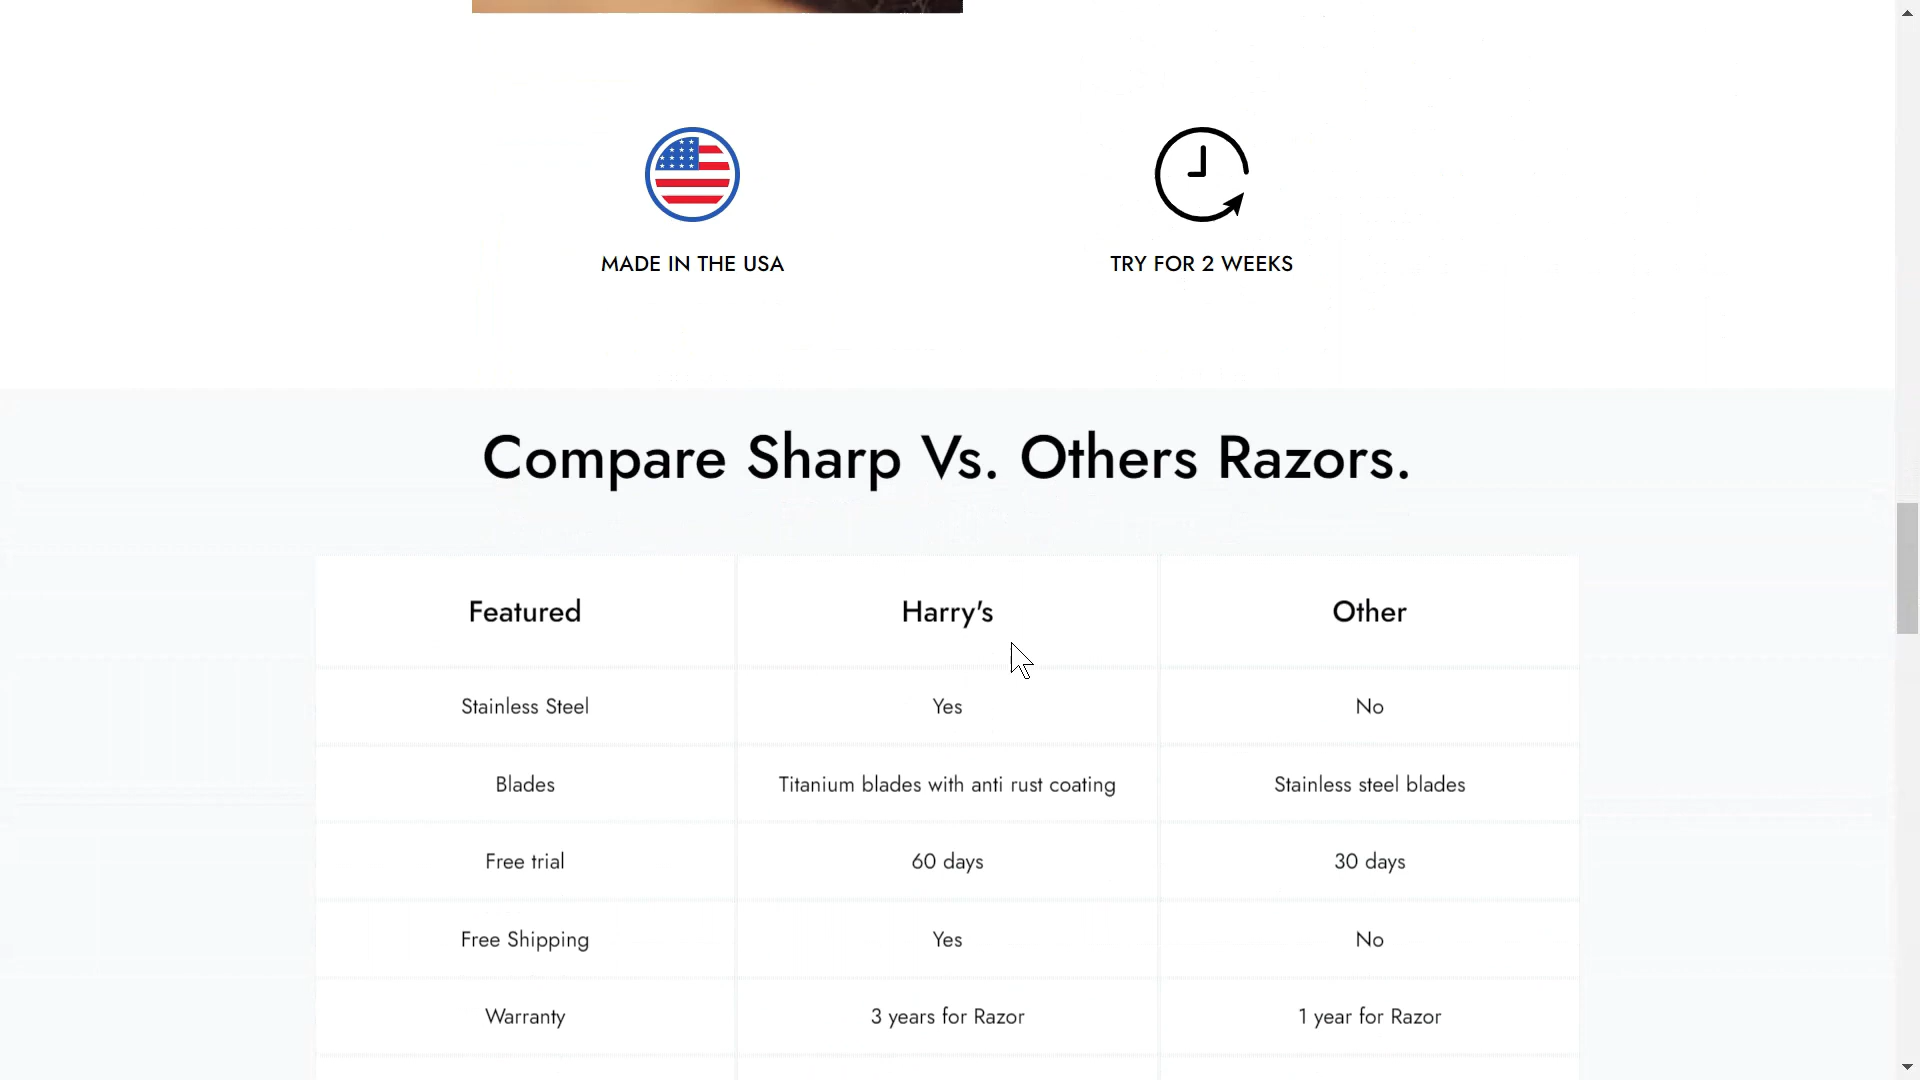 MADE IN THE USA
TRY FOR 2 WEEKS
Compare Sharp Vs. Others Razors.
Featured Harry's Other
Stainless Steel Yes No
Blades Titanium blades with anti rust coating Stainless steel blades
Free trial 60 days 30 days
Free Shipping Yes No
Warranty 3 years for Razor 1 year for Razor